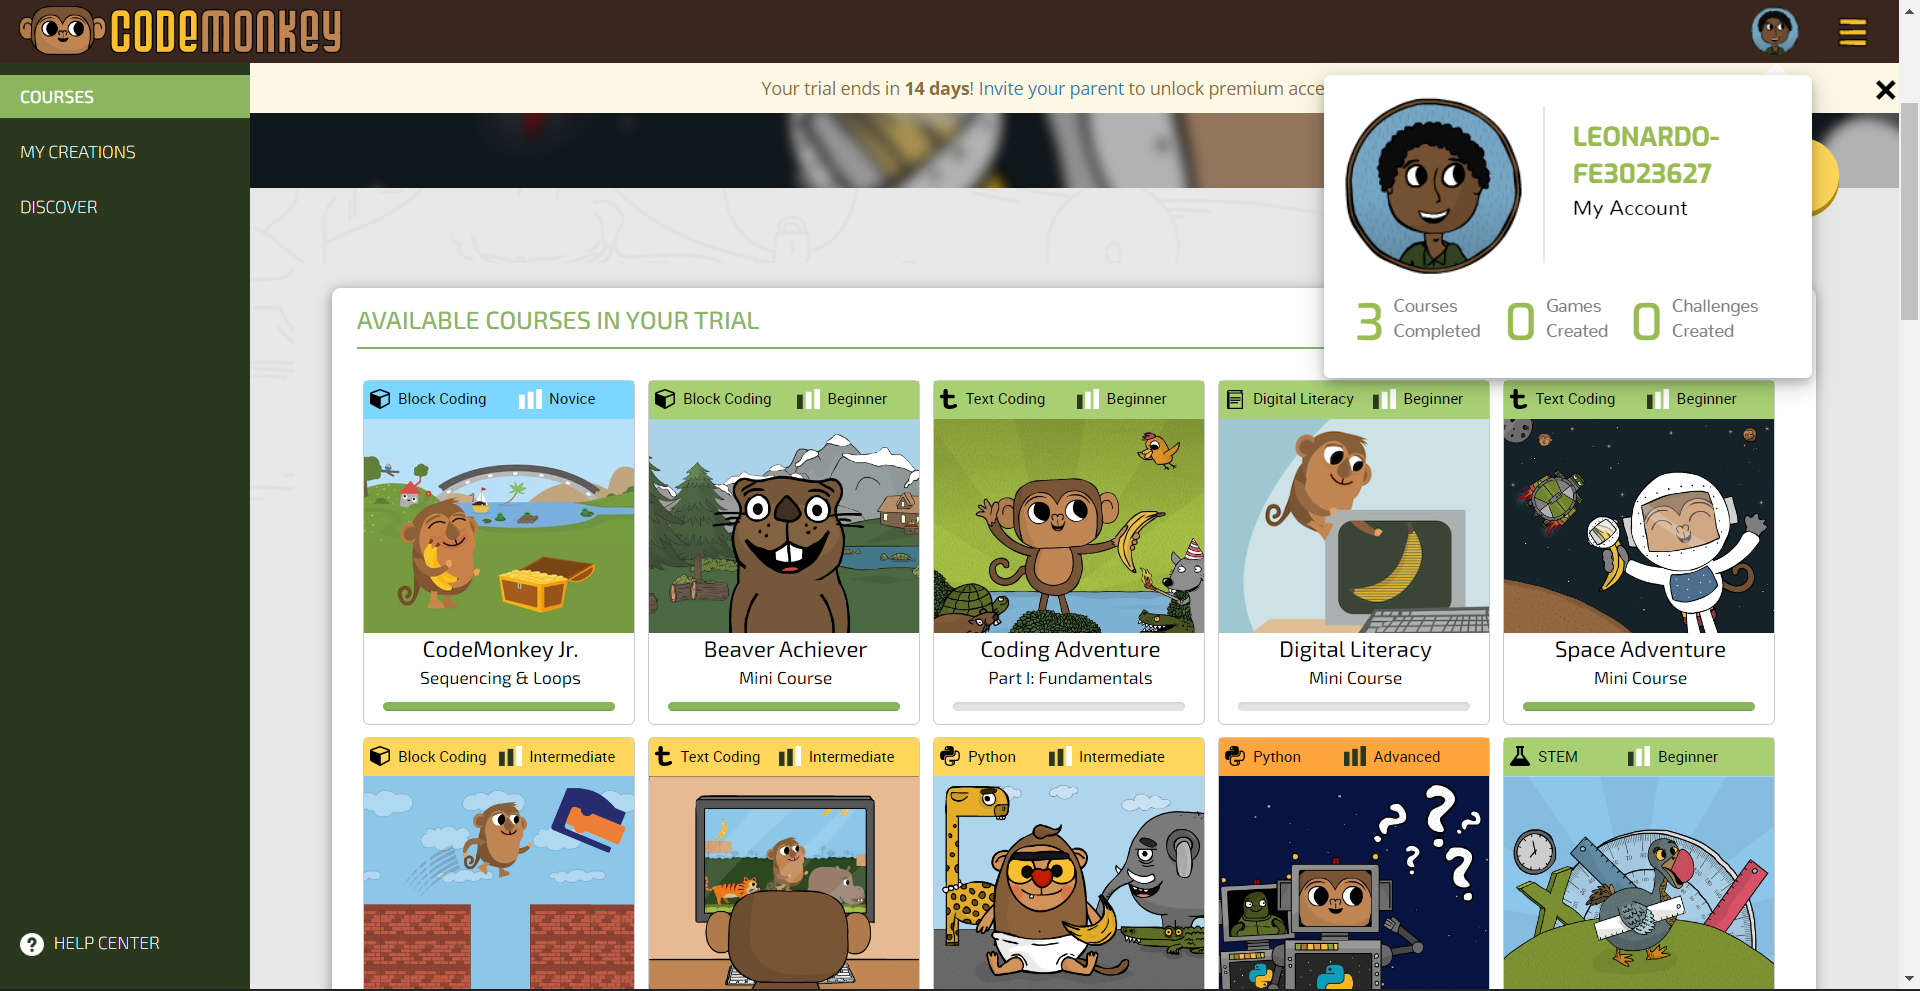 CODEMONKEY
COURSES
MY CREATIONS
DISCOVER
HELP CENTER
Your trial ends in 14 days! Invite your parent to unlock premium acce
LEONARDO-
FE3023627
My Account
3 Courses Completed
0 Games Created
0 Challenges Created
AVAILABLE COURSES IN YOUR TRIAL
Block Coding Novice
CodeMonkey Jr.
Sequencing & Loops
Block Coding Beginner
Beaver Achiever
Mini Course
Text Coding Beginner
Coding Adventure
Part I: Fundamentals
Digital Literacy Beginner
Digital Literacy
Mini Course
Text Coding Beginner
Space Adventure
Mini Course
Block Coding Intermediate
Text Coding Intermediate
Python Intermediate
Python Advanced
STEM Beginner